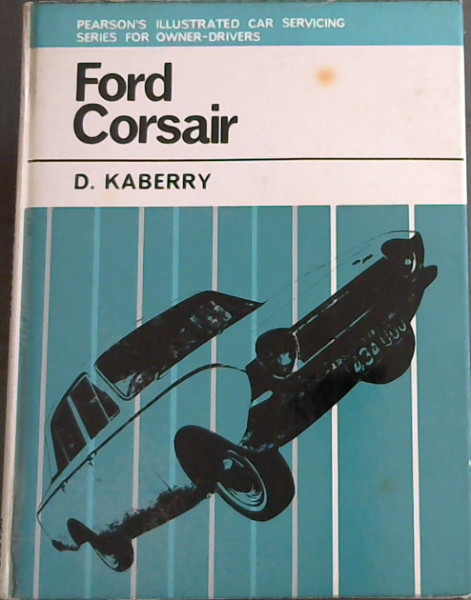 PEARSON'S ILLUSTRATED CAR SERVICING
SERIES FOR OWNER-DRIVERS
Ford
Corsair
D. KABERRY